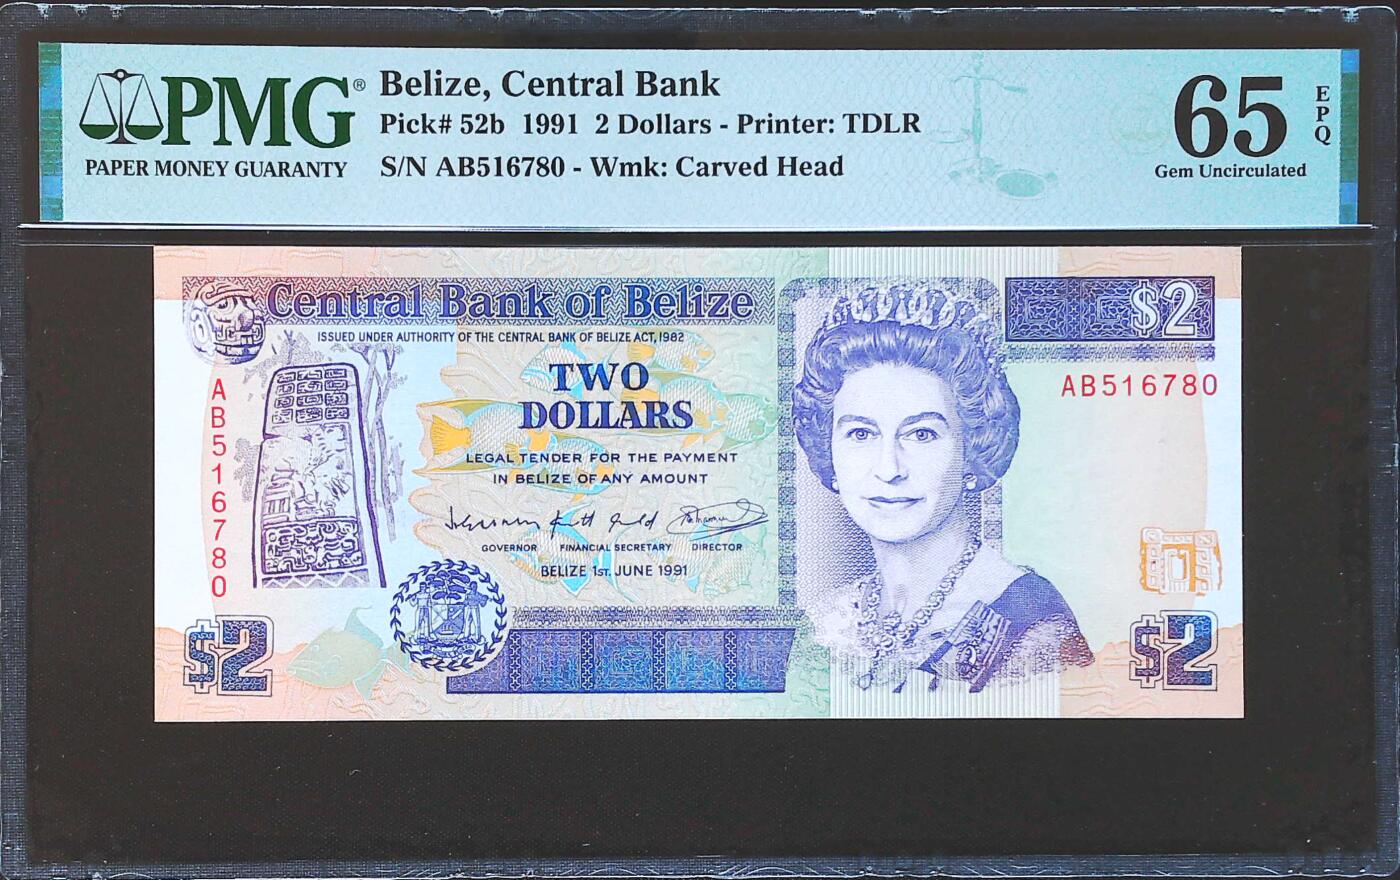 PMG®
PAPER MONEY GUARANTY
Belize, Central Bank
Pick# 52b 1991 2 Dollars - Printer: TDLR
S/N AB516780 - Wmk: Carved Head
65
EPQ
Gem Uncirculated
Central Bank of Belize
ISSUED UNDER AUTHORITY OF THE CENTRAL BANK OF BELIZE ACT, 1982
$2
AB516780
AB516780
TWO
DOLLARS
LEGAL TENDER FOR THE PAYMENT
IN BELIZE OF ANY AMOUNT
GOVERNOR FINANCIAL SECRETARY DIRECTOR
BELIZE 1ST. JUNE 1991
$2
$2